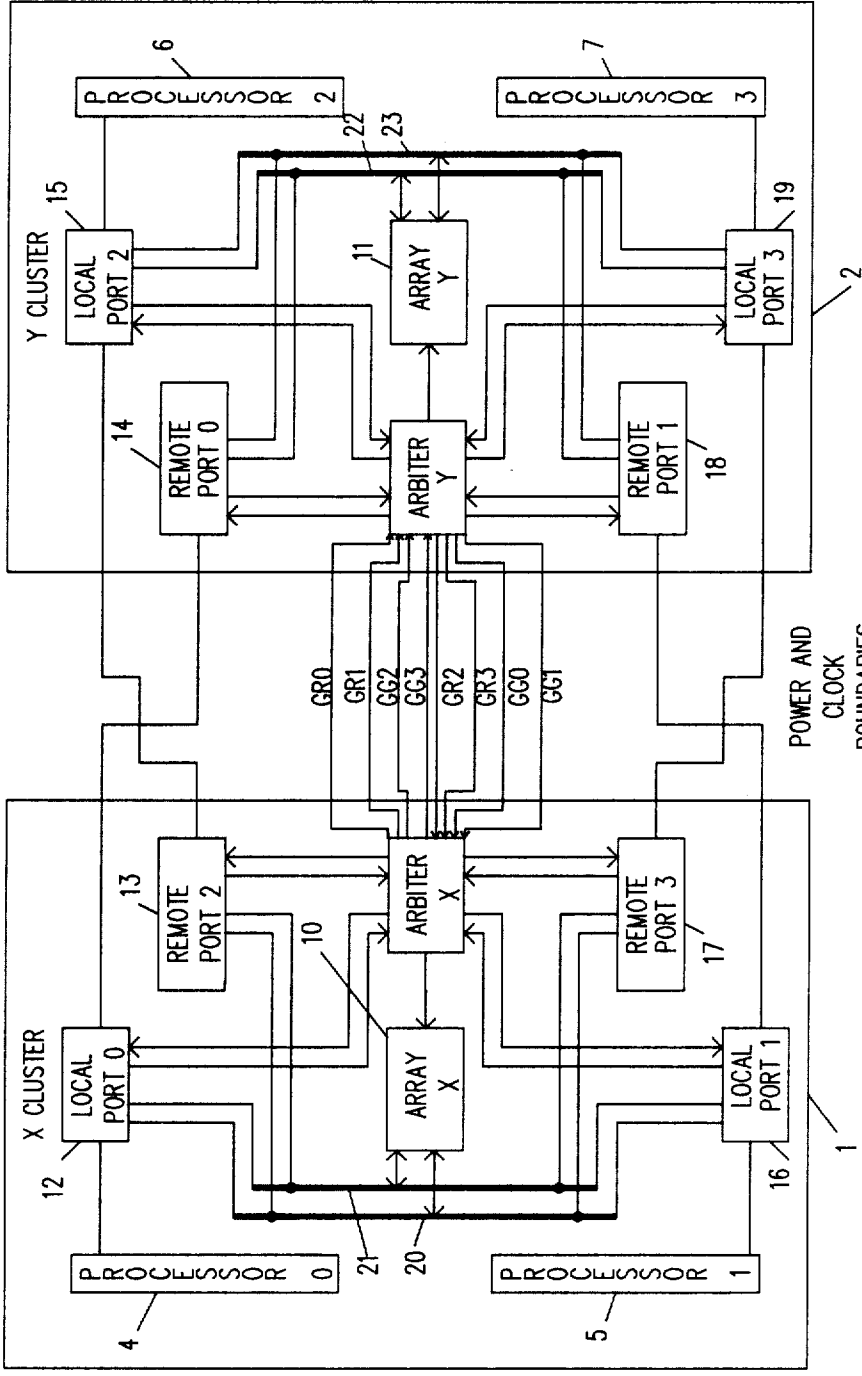 X CLUSTER
Y CLUSTER
4
PROCESSOR 0
12
LOCAL PORT 0
13
REMOTE PORT 2
14
REMOTE PORT 0
15
LOCAL PORT 2
6
PROCESSOR 2
21
20
10
ARRAY X
ARBITER X
GR0
GR1
GG2
GG3
GR2
GR3
GG0
GG1
ARBITER Y
11
ARRAY Y
22
23
5
PROCESSOR 1
16
LOCAL PORT 1
17
REMOTE PORT 3
18
REMOTE PORT 1
19
LOCAL PORT 3
7
PROCESSOR 3
1
2
POWER AND
CLOCK
BOUNDARIES